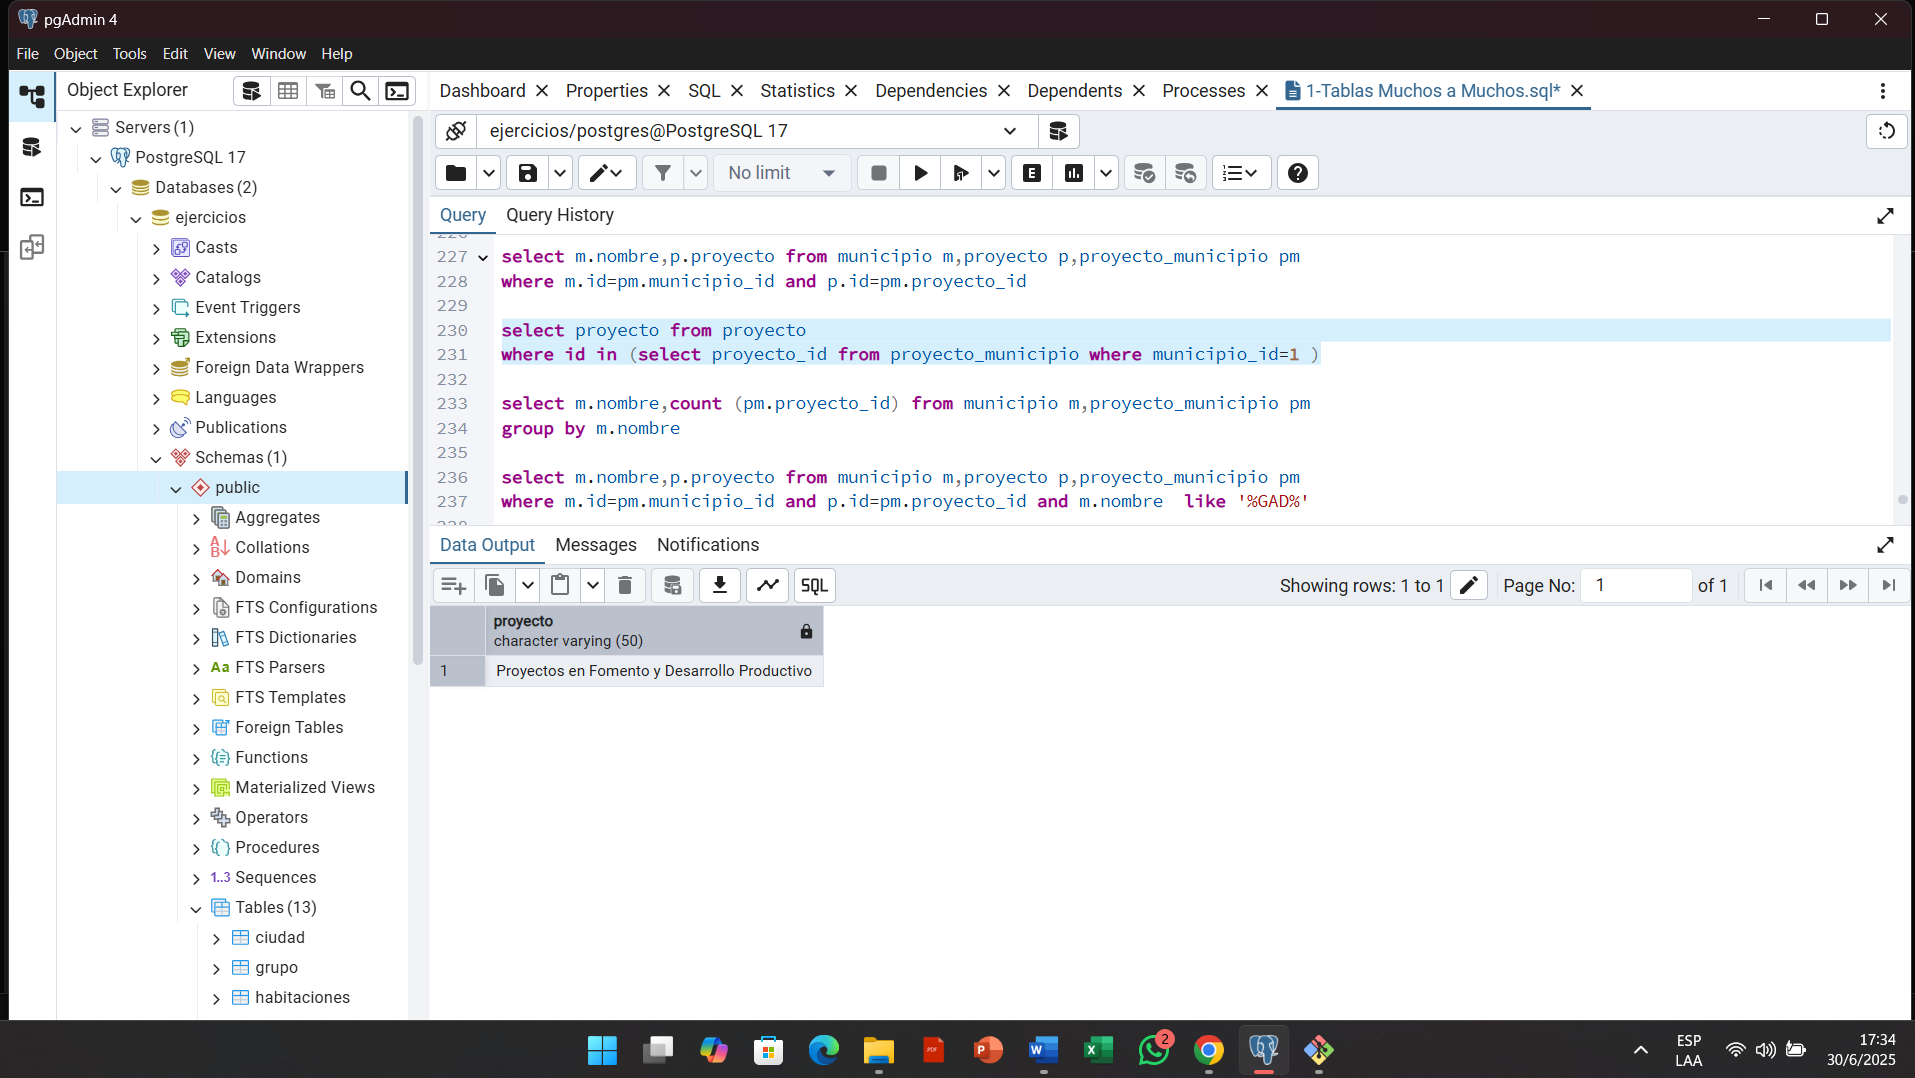 pgAdmin 4
File Object Tools Edit View Window Help
Object Explorer
Servers (1)
PostgreSQL 17
Databases (2)
ejercicios
Casts
Catalogs
Event Triggers
Extensions
Foreign Data Wrappers
Languages
Publications
Schemas (1)
public
Aggregates
Collations
Domains
FTS Configurations
FTS Dictionaries
Aa FTS Parsers
FTS Templates
Foreign Tables
Functions
Materialized Views
Operators
Procedures
1..3 Sequences
Tables (13)
ciudad
grupo
habitaciones
Dashboard Properties SQL Statistics Dependencies Dependents Processes 1-Tablas Muchos a Muchos.sql*
ejercicios/postgres@PostgreSQL 17
No limit E
Query Query History
227 select m.nombre,p.proyecto from municipio m,proyecto p,proyecto_municipio pm
228 where m.id=pm.municipio_id and p.id=pm.proyecto_id
229
230 select proyecto from proyecto
231 where id in (select proyecto_id from proyecto_municipio where municipio_id=1 )
232
233 select m.nombre,count (pm.proyecto_id) from municipio m,proyecto_municipio pm
234 group by m.nombre
235
236 select m.nombre,p.proyecto from municipio m,proyecto p,proyecto_municipio pm
237 where m.id=pm.municipio_id and p.id=pm.proyecto_id and m.nombre  like '%GAD%'
Data Output Messages Notifications
SQL Showing rows: 1 to 1 Page No: 1 of 1
proyecto
character varying (50)
1 Proyectos en Fomento y Desarrollo Productivo
2
ESP
LAA
17:34
30/6/2025